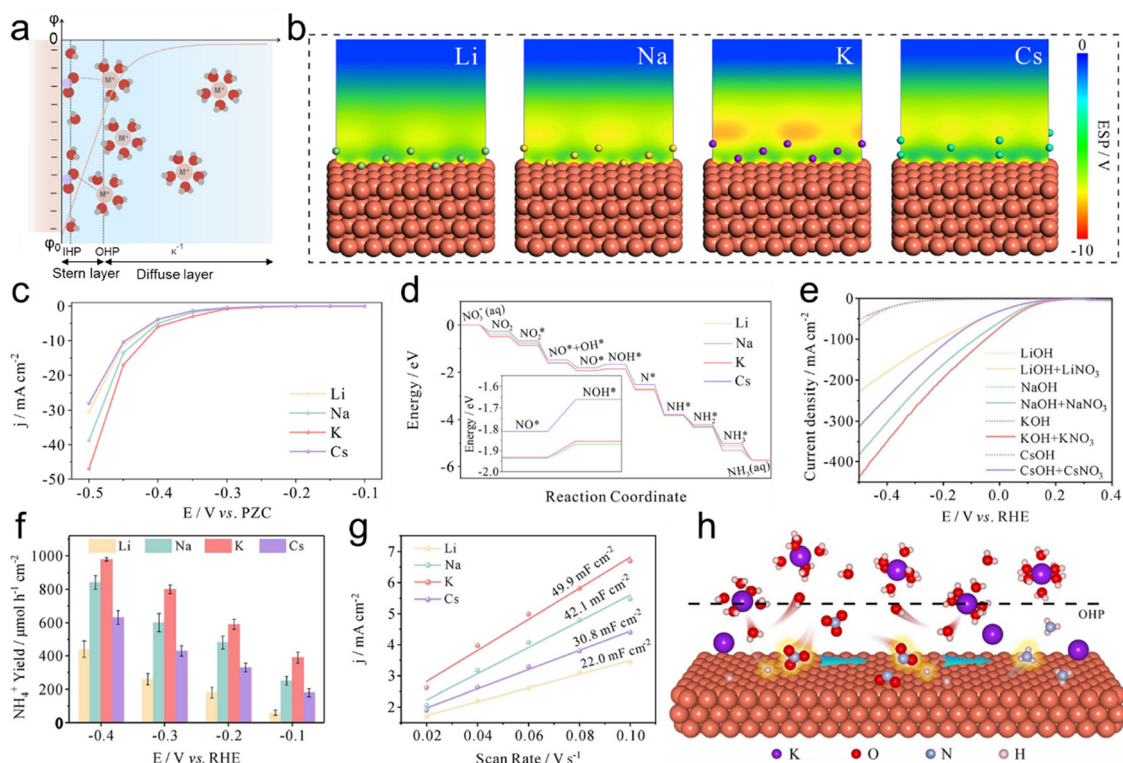 a
φ
0
φ₀
M⁺
M⁺
M⁺
M⁺
M⁺
IHP
OHP
κ⁻¹
Stern layer
Diffuse layer
b
Li
Na
K
Cs
0
ESP / V
-10
c
j / mA cm⁻²
0
-10
-20
-30
-40
-50
Li
Na
K
Cs
-0.5
-0.4
-0.3
-0.2
-0.1
E / V vs. PZC
d
Energy / eV
0
-2
-4
-6
NO₃⁻(aq)
NO₂
NO₂*
NO*+OH*
NO*
NOH*
N*
NH*
NH₂*
NH₃*
NH₃(aq)
Li
Na
K
Cs
Energy / eV
-1.6
-1.7
-1.8
-1.9
-2.0
NO*
NOH*
Reaction Coordinate
e
Current density / mA cm⁻²
0
-100
-200
-300
-400
LiOH
LiOH+LiNO₃
NaOH
NaOH+NaNO₃
KOH
KOH+KNO₃
CsOH
CsOH+CsNO₃
-0.4
-0.2
0.0
0.2
0.4
E / V vs. RHE
f
NH₄⁺ Yield / μmol h⁻¹ cm⁻²
1000
800
600
400
200
0
Li
Na
K
Cs
-0.4
-0.3
-0.2
-0.1
E / V vs. RHE
g
j / mA cm⁻²
7
6
5
4
3
2
1
Li
Na
K
Cs
49.9 mF cm⁻²
42.1 mF cm⁻²
30.8 mF cm⁻²
22.0 mF cm⁻²
0.02
0.04
0.06
0.08
0.10
Scan Rate / V s⁻¹
h
OHP
K
O
N
H